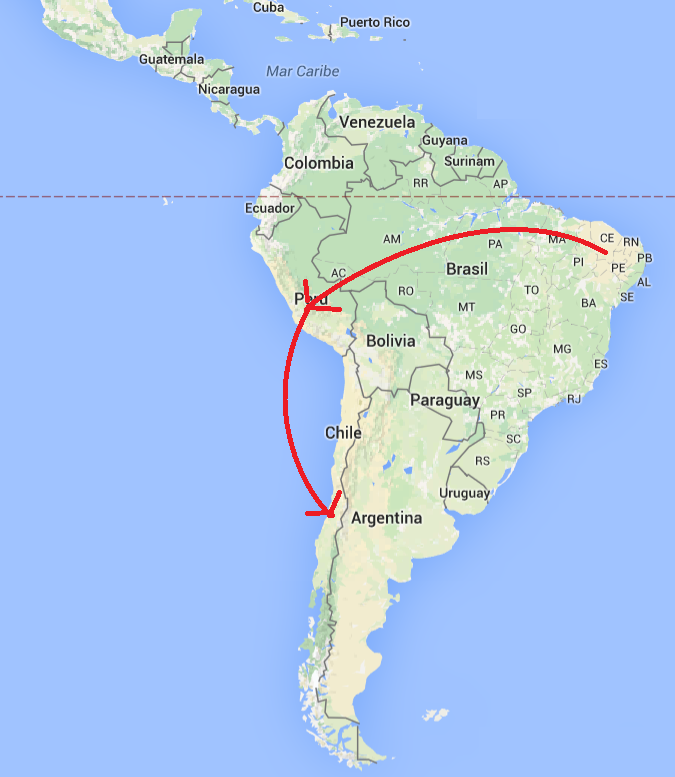 Cuba
Puerto Rico
Guatemala
Mar Caribe
Nicaragua
Venezuela
Guyana
Colombia
Surinam
RR
AP
Ecuador
AM
PA
MA
CE
RN
PB
PI
PE
AL
Brasil
AC
RO
TO
SE
BA
Perú
MT
GO
Bolivia
MG
ES
MS
SP
RJ
Paraguay
PR
Chile
SC
RS
Uruguay
Argentina